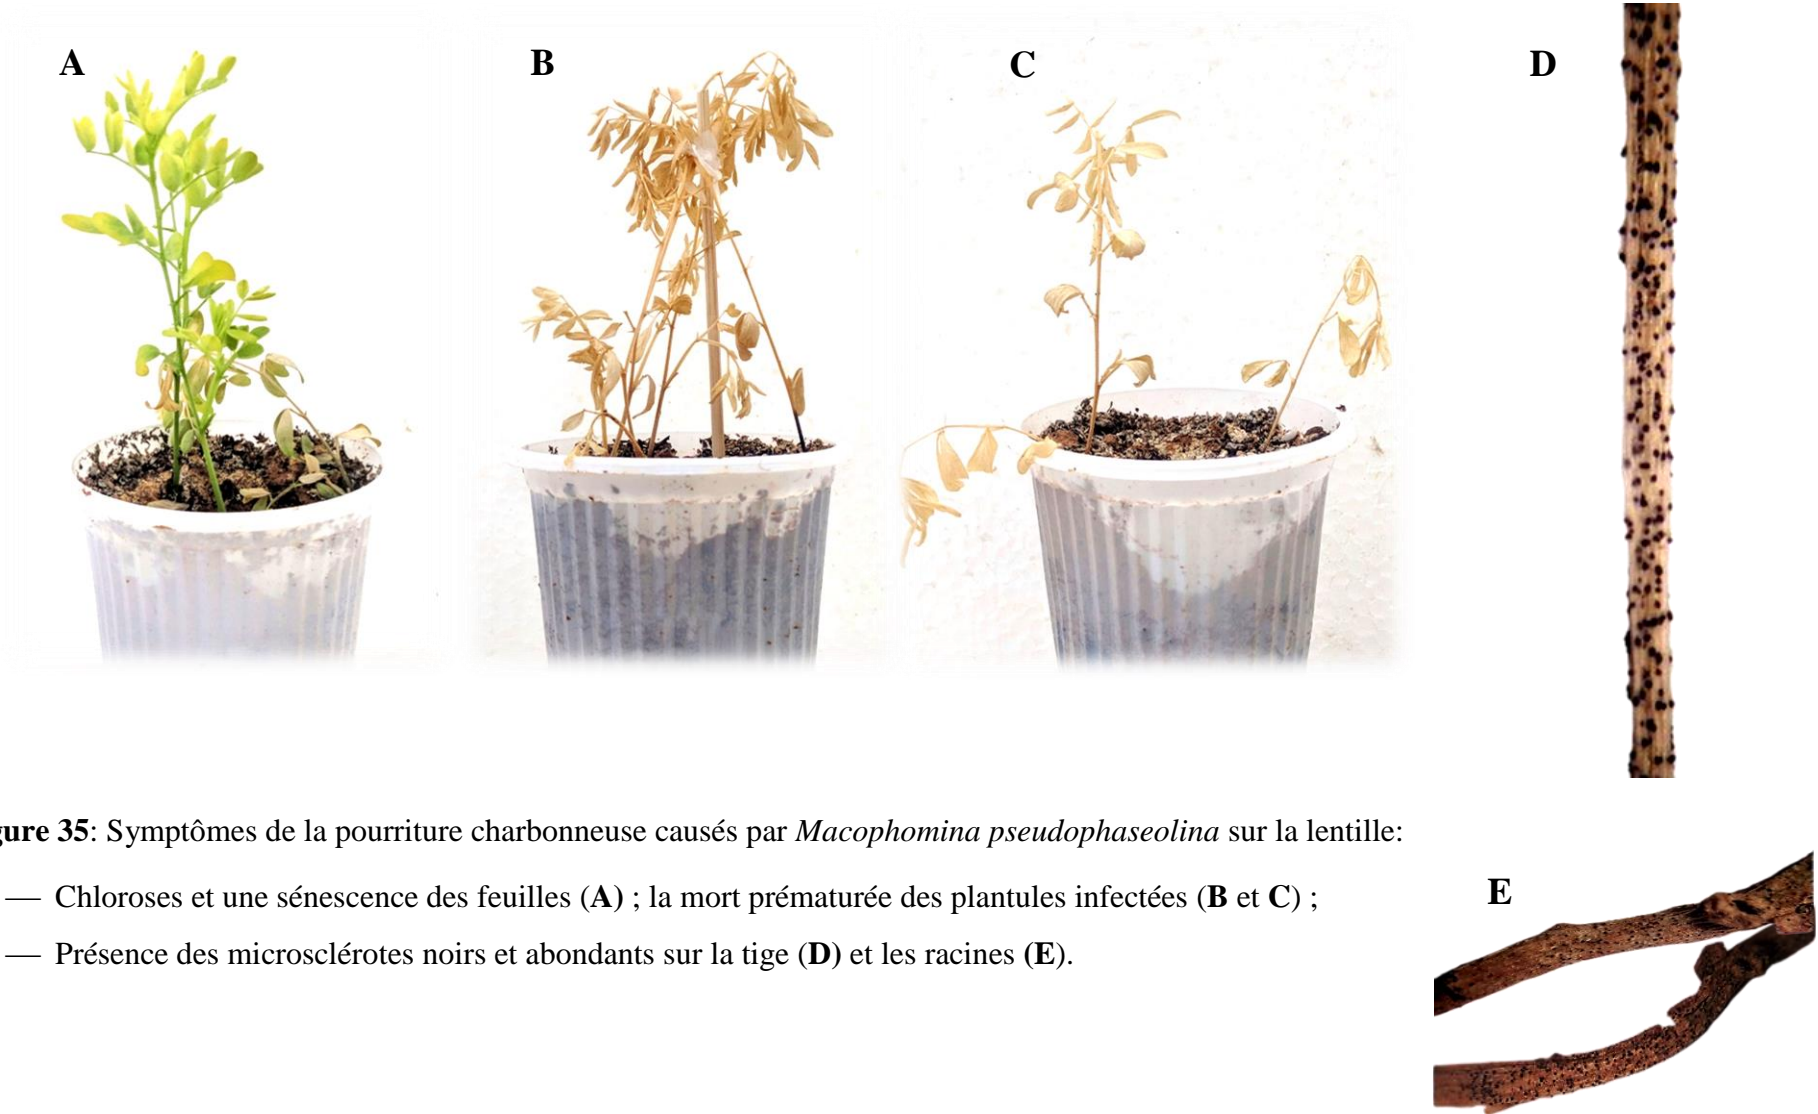 A
B
C
D
gure 35: Symptômes de la pourriture charbonneuse causés par Macophomina pseudophaseolina sur la lentille:
— Chloroses et une sénescence des feuilles (A) ; la mort prématurée des plantules infectées (B et C) ;
— Présence des microsclérotes noirs et abondants sur la tige (D) et les racines (E).
E